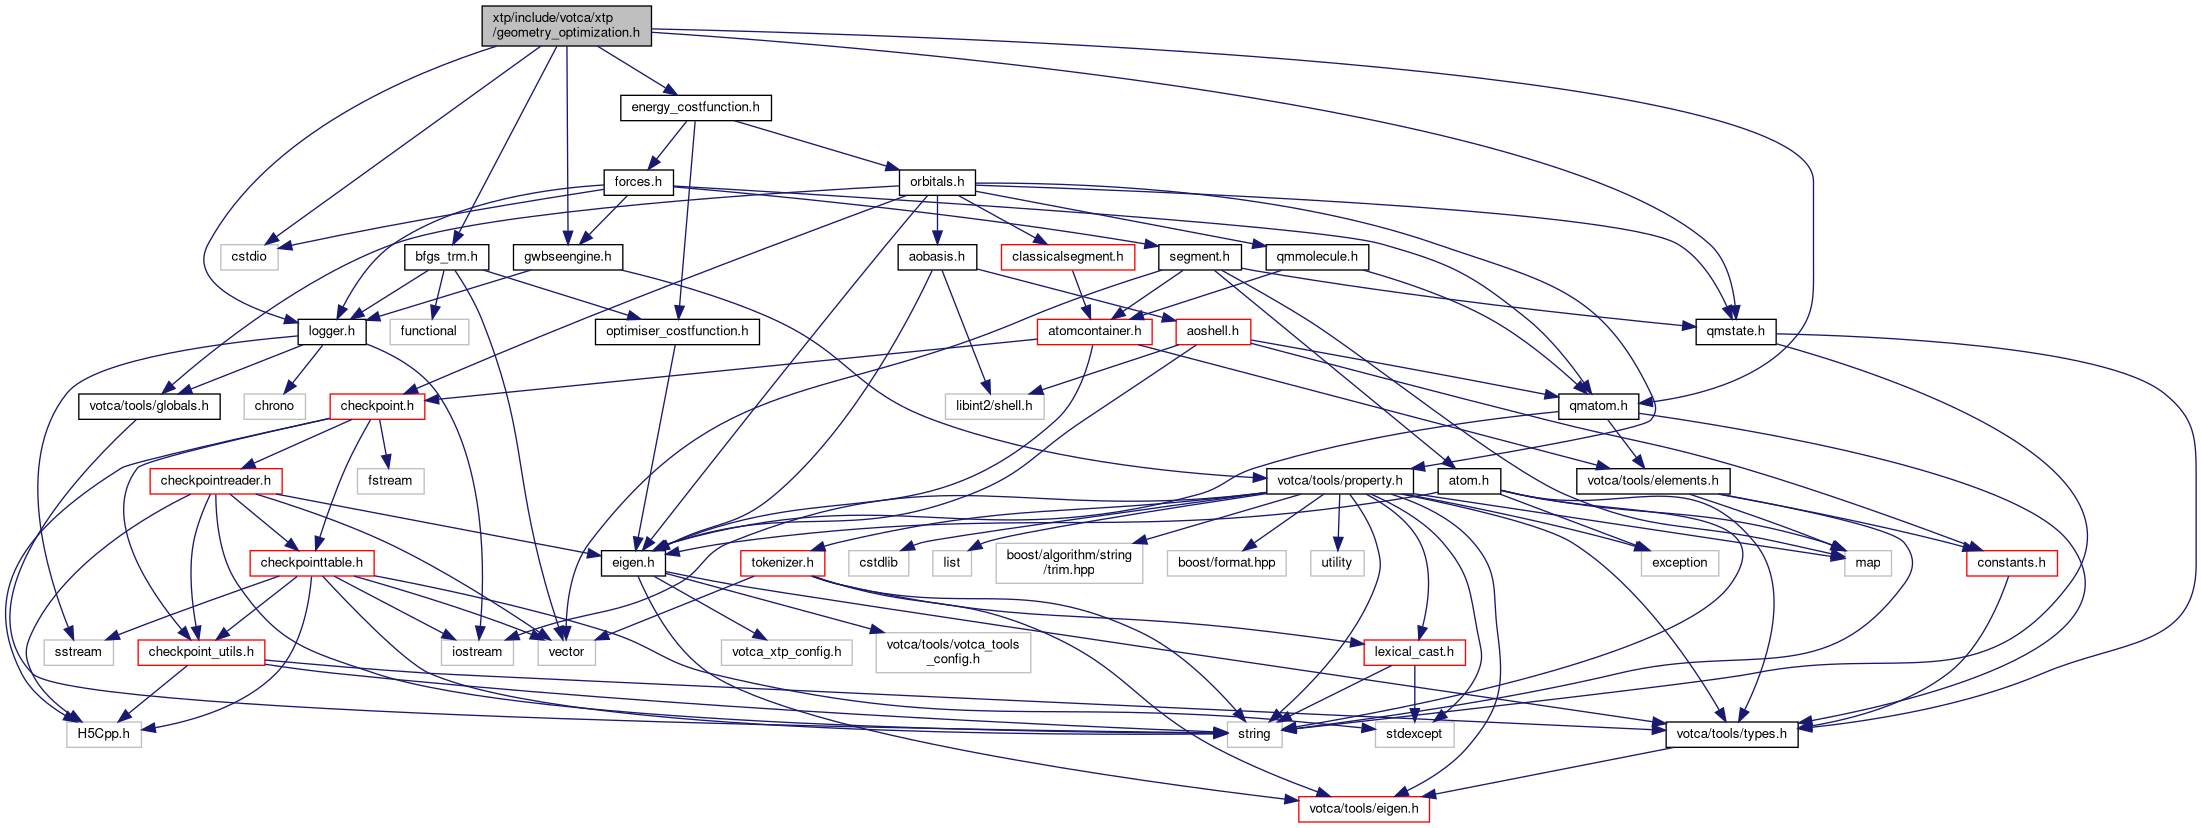 xtp/include/votca/xtp
/geometry_optimization.h
energy_costfunction.h
forces.h
orbitals.h
cstdio
bfgs_trm.h
gwbseengine.h
aobasis.h
classicalsegment.h
segment.h
qmmolecule.h
logger.h
functional
optimiser_costfunction.h
atomcontainer.h
aoshell.h
qmstate.h
votca/tools/globals.h
chrono
checkpoint.h
libint2/shell.h
qmatom.h
checkpointreader.h
fstream
votca/tools/property.h
atom.h
votca/tools/elements.h
checkpointtable.h
eigen.h
tokenizer.h
cstdlib
list
boost/algorithm/string
/trim.hpp
boost/format.hpp
utility
exception
map
constants.h
sstream
checkpoint_utils.h
iostream
vector
votca_xtp_config.h
votca/tools/votca_tools
_config.h
lexical_cast.h
H5Cpp.h
string
stdexcept
votca/tools/types.h
votca/tools/eigen.h